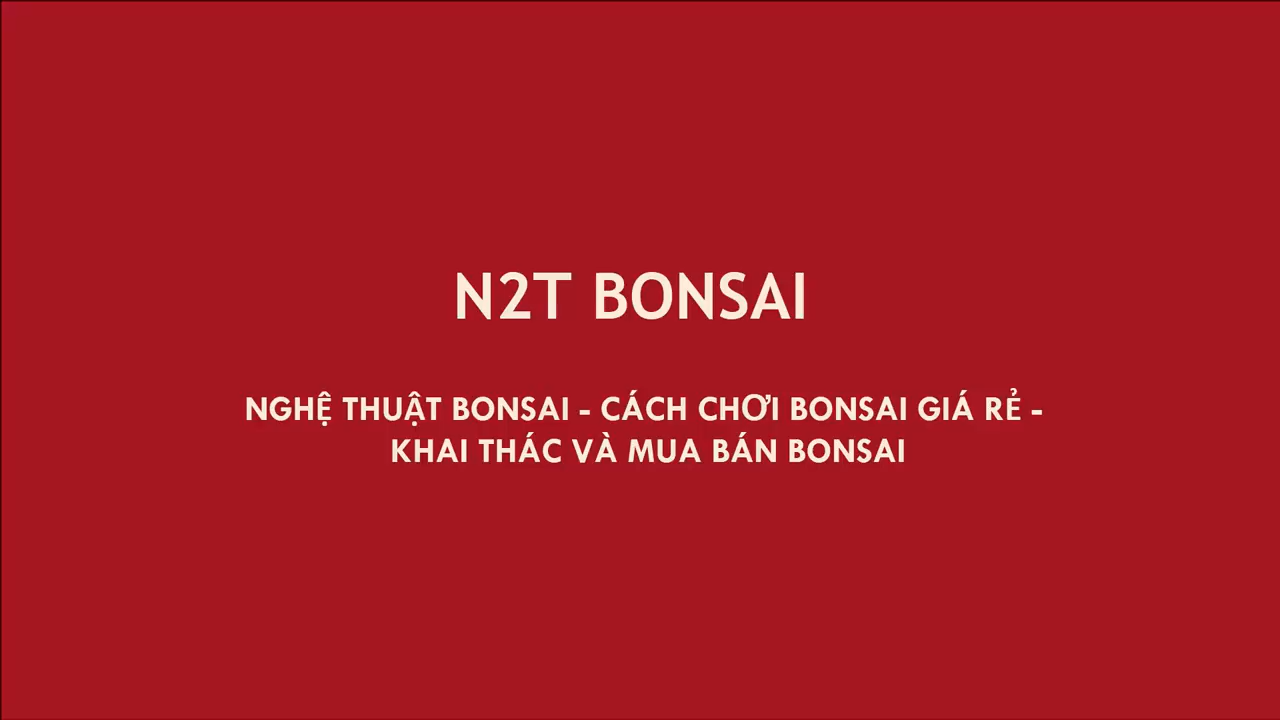 N2T BONSAI
NGHỆ THUẬT BONSAI - CÁCH CHƠI BONSAI GIÁ RẺ -
KHAI THÁC VÀ MUA BÁN BONSAI